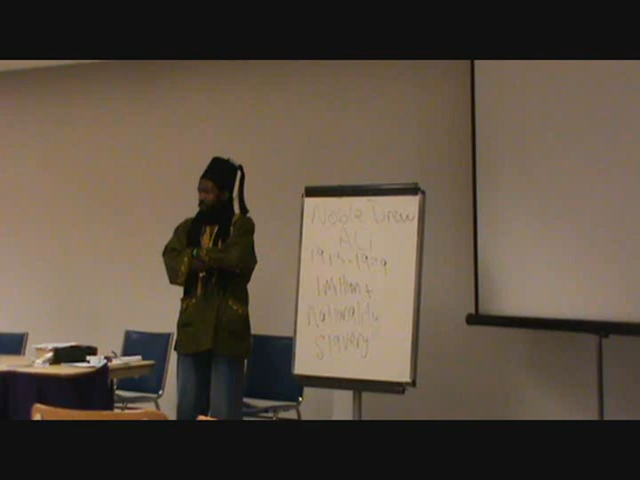 Noble Drew
ALI
1913-1929
1 Million +
Nationality
Slavery